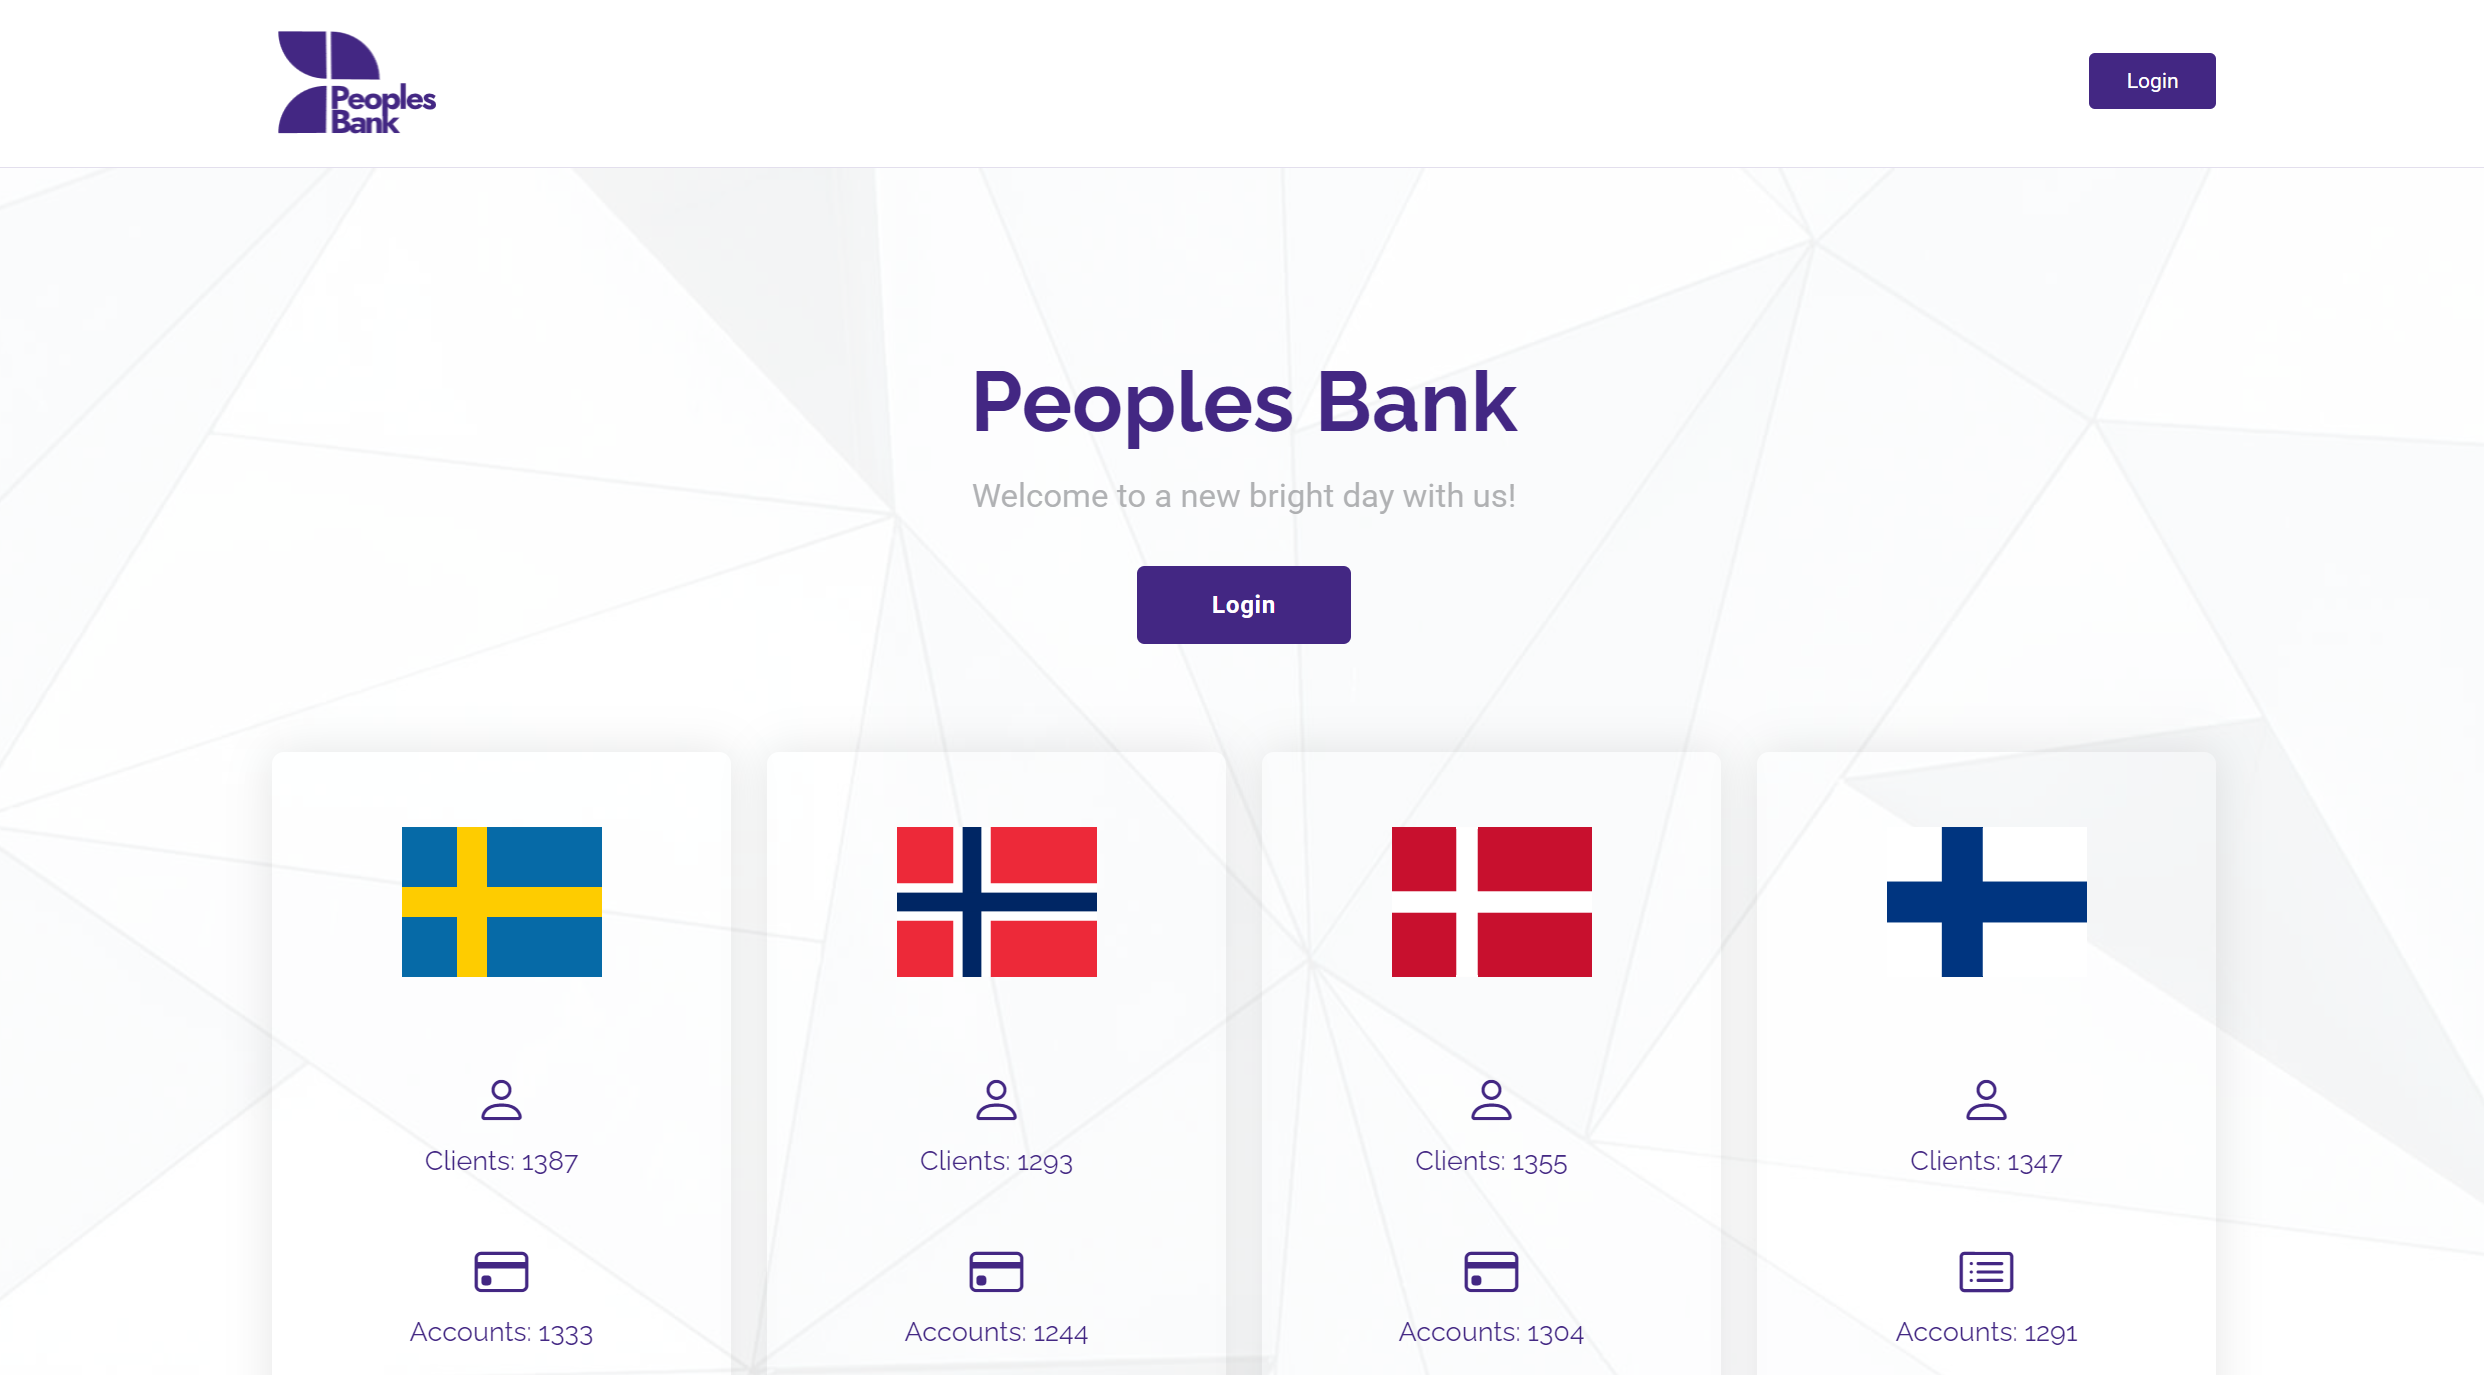 Peoples
Bank
Login
Peoples Bank
Welcome to a new bright day with us!
Login
Clients: 1387
Clients: 1293
Clients: 1355
Clients: 1347
Accounts: 1333
Accounts: 1244
Accounts: 1304
Accounts: 1291